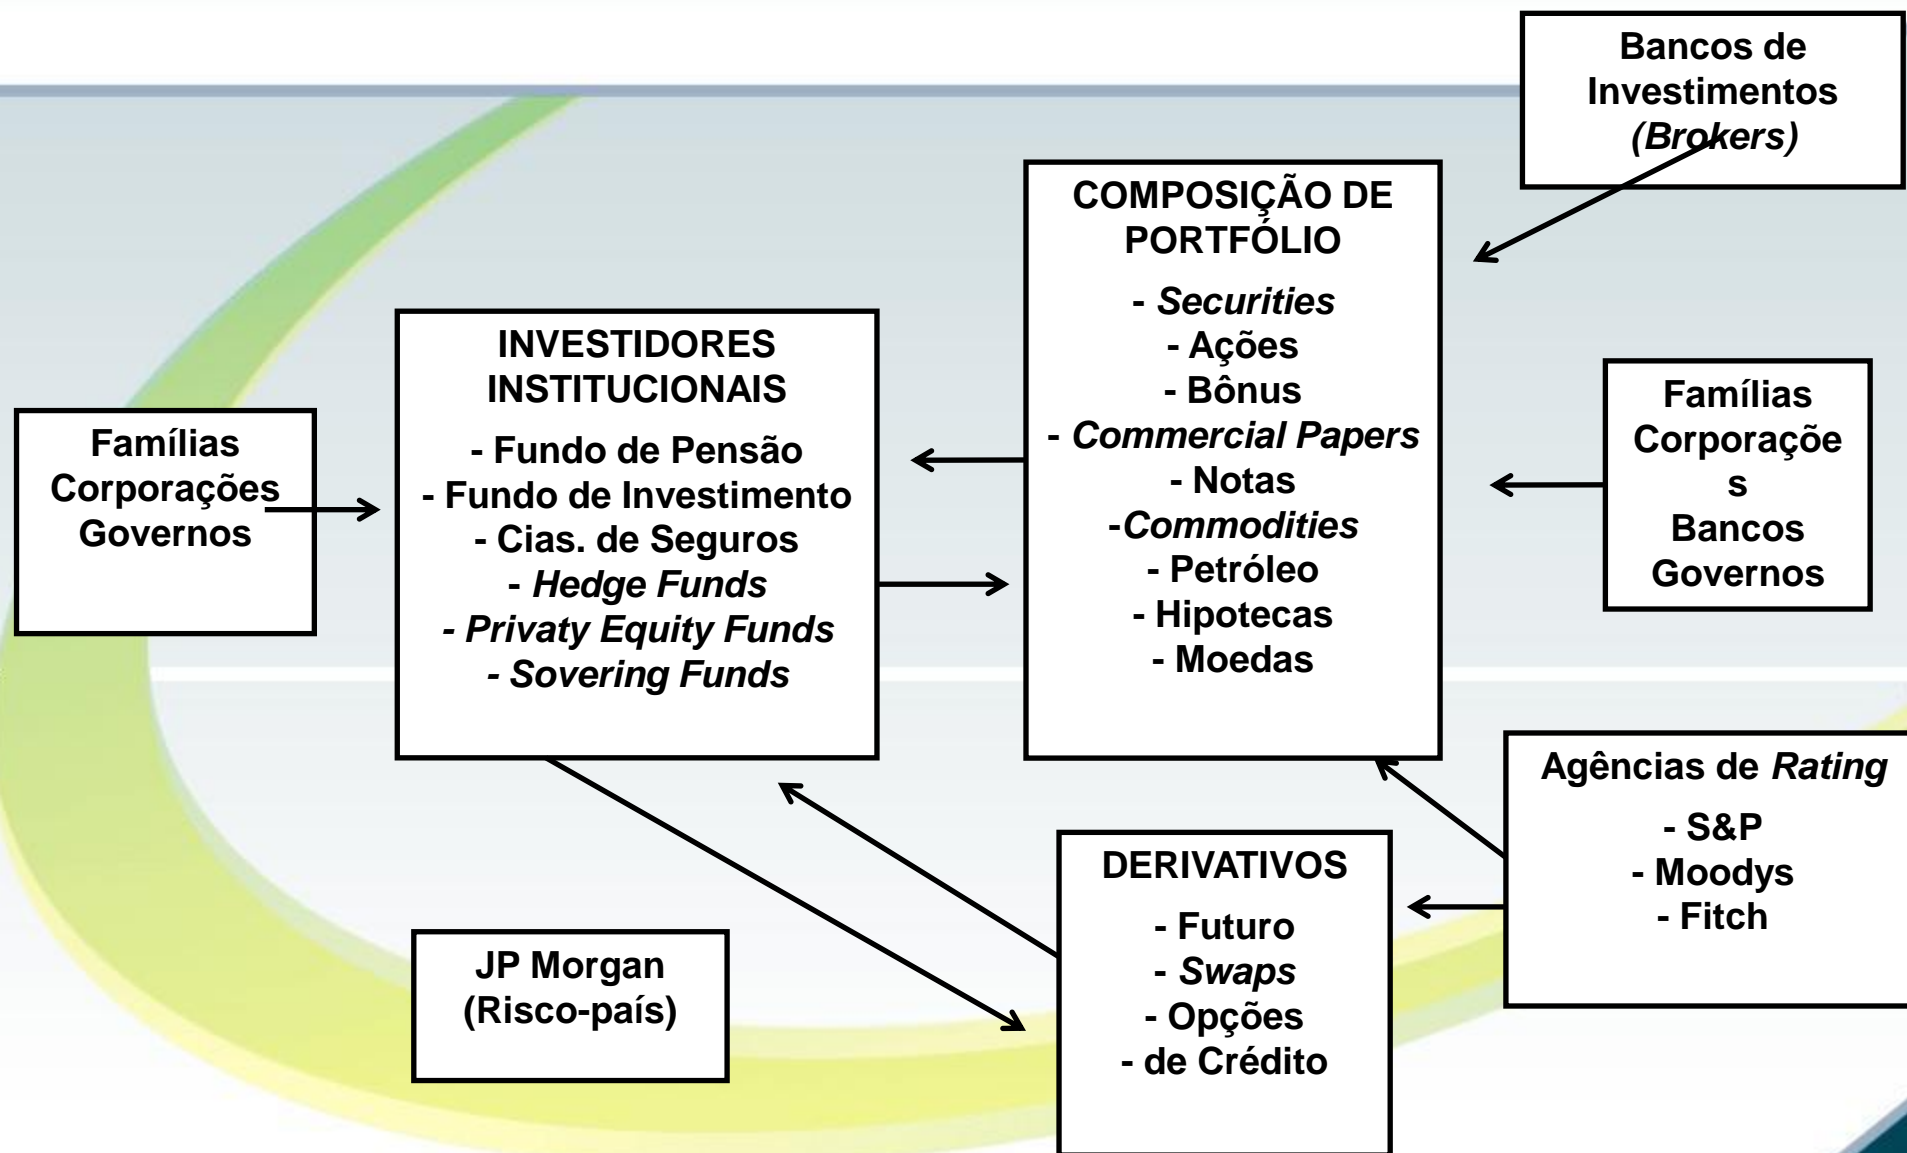 Bancos de
Investimentos
(Brokers)
COMPOSIÇÃO DE
PORTFÓLIO
- Securities
- Ações
- Bônus
- Commercial Papers
- Notas
-Commodities
- Petróleo
- Hipotecas
- Moedas
INVESTIDORES
INSTITUCIONAIS
- Fundo de Pensão
- Fundo de Investimento
- Cias. de Seguros
- Hedge Funds
- Privaty Equity Funds
- Sovering Funds
Famílias
Corporações
Governos
Famílias
Corporaçõe
s
Bancos
Governos
Agências de Rating
- S&P
- Moodys
- Fitch
DERIVATIVOS
- Futuro
- Swaps
- Opções
- de Crédito
JP Morgan
(Risco-país)